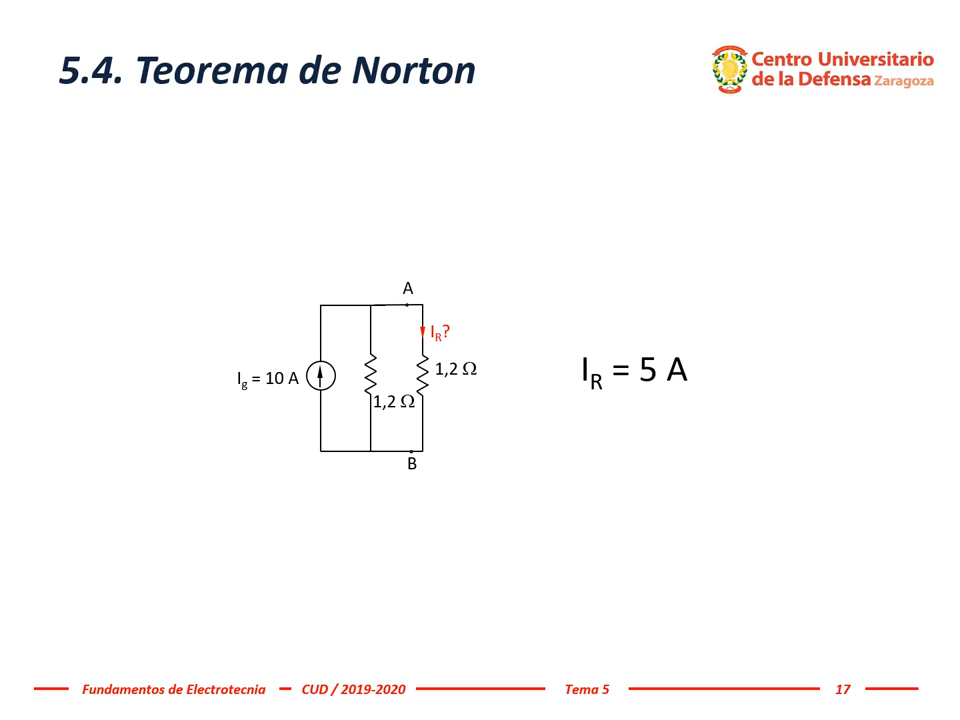 5.4. Teorema de Norton
Centro Universitario
de la Defensa Zaragoza
A
I_R?
1,2 Ω
I_g = 10 A
1,2 Ω
B
I_R = 5 A
Fundamentos de Electrotecnia CUD / 2019-2020 Tema 5 17